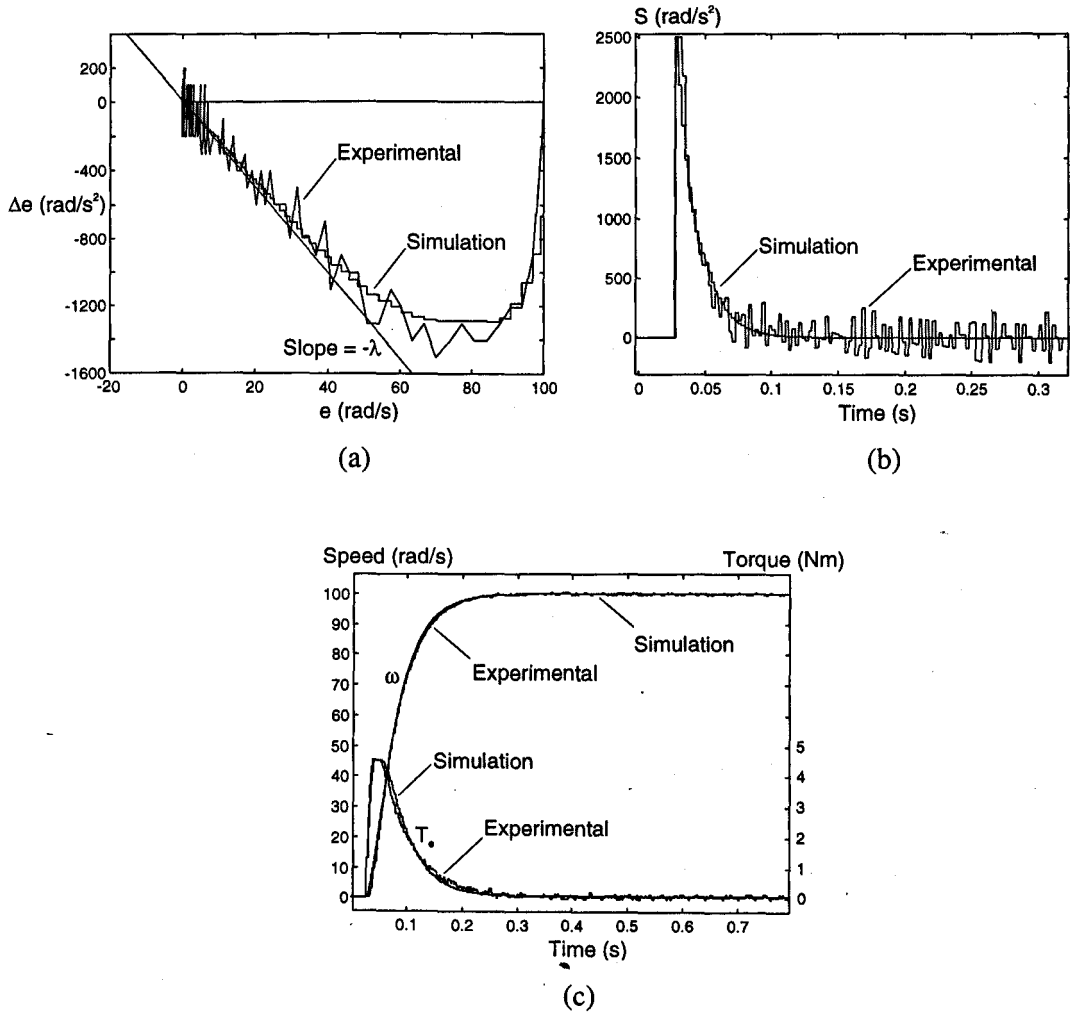 200
0
-400
-800
-1200
-1600
Δe (rad/s²)
Experimental
Simulation
Slope = -λ
-20 0 20 40 60 80 100
e (rad/s)
(a)
S (rad/s²)
2500
2000
1500
1000
500
0
Simulation
Experimental
0 0.05 0.1 0.15 0.2 0.25 0.3
Time (s)
(b)
Speed (rad/s)
Torque (Nm)
100
90
80
70
60
50
40
30
20
10
0
5
4
3
2
1
0
Simulation
Experimental
ω
Simulation
Experimental
T
0.1 0.2 0.3 0.4 0.5 0.6 0.7
Time (s)
(c)